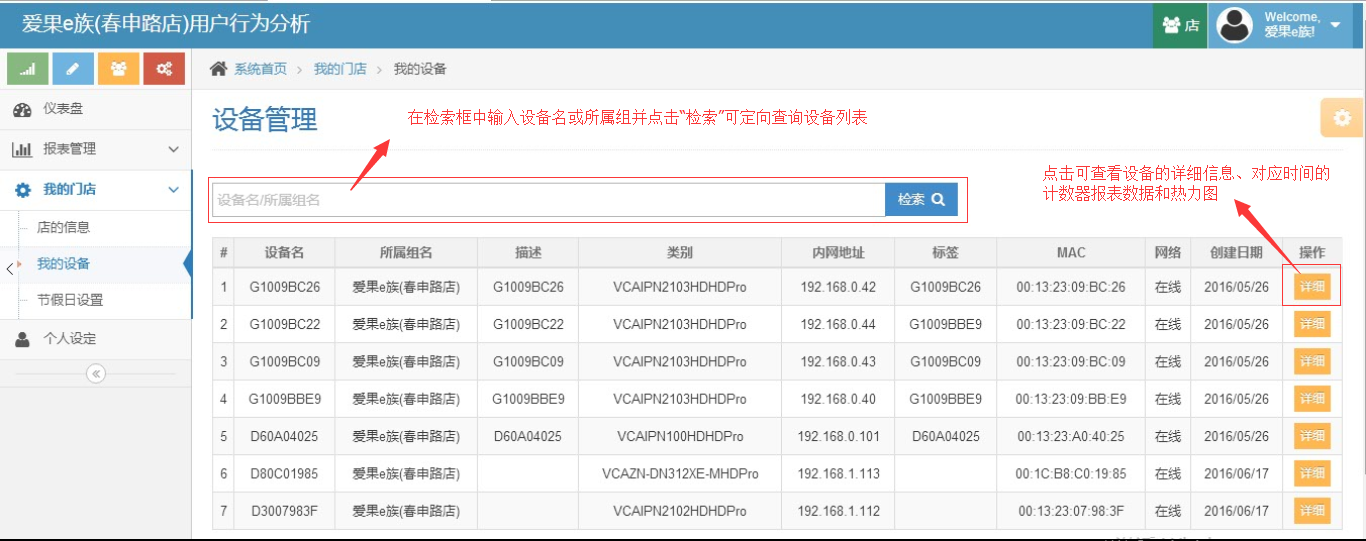 爱果e族(春申路店)用户行为分析
店
Welcome,
爱果e族!
系统首页 > 我的门店 > 我的设备
仪表盘
报表管理
我的门店
店的信息
我的设备
节假日设置
个人设定
设备管理
在检索框中输入设备名或所属组并点击“检索”可定向查询设备列表
点击可查看设备的详细信息、对应时间的
计数器报表数据和热力图
设备名/所属组名 检索
# 设备名 所属组名 描述 类别 内网地址 标签 MAC 网络 创建日期 操作
1 G1009BC26 爱果e族(春申路店) G1009BC26 VCAIPN2103HDHDPro 192.168.0.42 G1009BC26 00:13:23:09:BC:26 在线 2016/05/26 详细
2 G1009BC22 爱果e族(春申路店) G1009BC22 VCAIPN2103HDHDPro 192.168.0.44 G1009BBE9 00:13:23:09:BC:22 在线 2016/05/26 详细
3 G1009BC09 爱果e族(春申路店) G1009BC09 VCAIPN2103HDHDPro 192.168.0.43 G1009BC09 00:13:23:09:BC:09 在线 2016/05/26 详细
4 G1009BBE9 爱果e族(春申路店) G1009BBE9 VCAIPN2103HDHDPro 192.168.0.40 G1009BBE9 00:13:23:09:BB:E9 在线 2016/05/26 详细
5 D60A04025 爱果e族(春申路店) D60A04025 VCAIPN100HDHDPro 192.168.0.101 D60A04025 00:13:23:A0:40:25 在线 2016/05/26 详细
6 D80C01985 爱果e族(春申路店) VCAZN-DN312XE-MHDPro 192.168.1.113 00:1C:B8:C0:19:85 在线 2016/06/17 详细
7 D3007983F 爱果e族(春申路店) VCAIPN2102HDHDPro 192.168.1.112 00:13:23:07:98:3F 在线 2016/06/17 详细